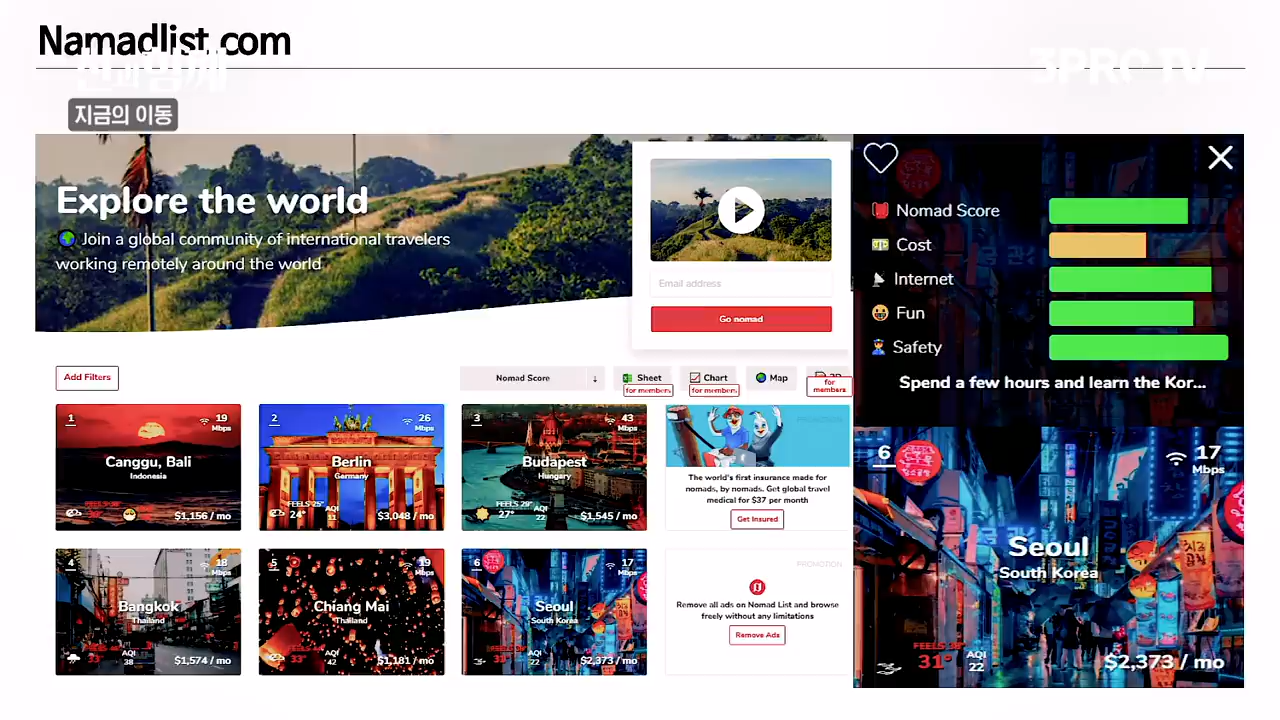 Namadlist.com
3PRO TV
지금의 이동
Explore the world
Join a global community of international travelers
working remotely around the world
Email address
Go nomad
Nomad Score
Cost
Internet
Fun
Safety
Spend a few hours and learn the Kor...
Add Filters
Nomad Score ↓
Sheet
for members
Chart
for members
Map
for
members
1
19
Mbps
Canggu, Bali
Indonesia
$1,156 / mo
2
26
Mbps
Berlin
Germany
FEELS 25°
24°
AQI
11
$3,048 / mo
3
43
Mbps
Budapest
Hungary
FEELS 29°
27°
AQI
22
$1,545 / mo
The world's first insurance made for
nomads, by nomads. Get global travel
medical for $37 per month
Get Insured
4
18
Mbps
Bangkok
Thailand
33°
AQI
38
$1,574 / mo
5
19
Mbps
Chiang Mai
Thailand
33°
AQI
42
$1,181 / mo
6
17
Mbps
Seoul
South Korea
31°
AQI
22
$2,373 / mo
PROMOTION
Remove all ads on Nomad List and browse
freely without any limitations
Remove Ads
6
17
Mbps
Seoul
South Korea
31°
AQI
22
$2,373 / mo